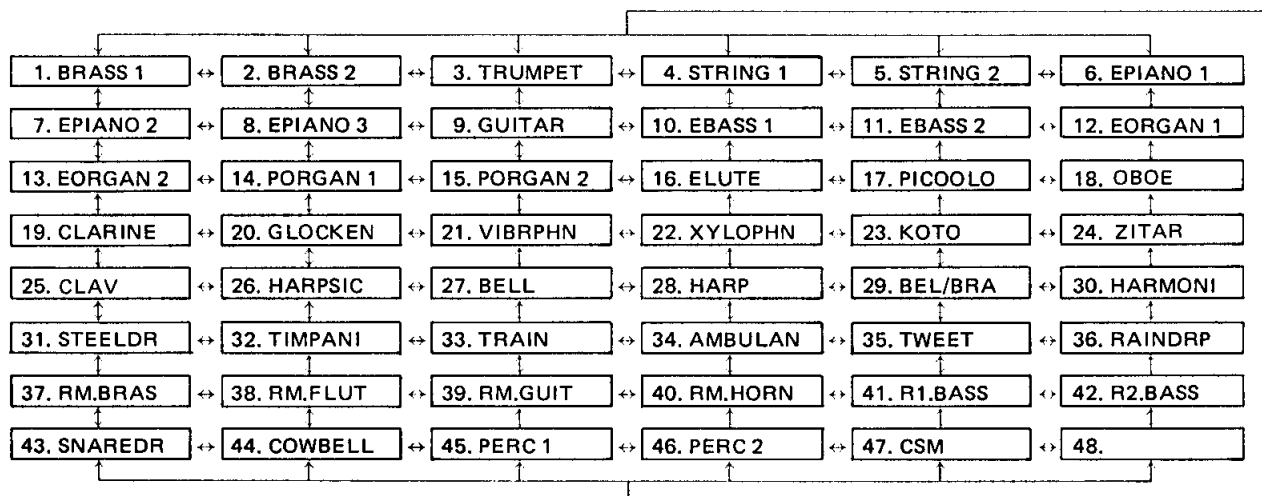 1. BRASS 1 2. BRASS 2 3. TRUMPET 4. STRING 1 5. STRING 2 6. EPIANO 1
7. EPIANO 2 8. EPIANO 3 9. GUITAR 10. EBASS 1 11. EBASS 2 12. EORGAN 1
13. EORGAN 2 14. PORGAN 1 15. PORGAN 2 16. ELUTE 17. PICOOLO 18. OBOE
19. CLARINE 20. GLOCKEN 21. VIBRPHN 22. XYLOPHN 23. KOTO 24. ZITAR
25. CLAV 26. HARPSIC 27. BELL 28. HARP 29. BEL/BRA 30. HARMONI
31. STEELDR 32. TIMPANI 33. TRAIN 34. AMBULAN 35. TWEET 36. RAINDRP
37. RM.BRAS 38. RM.FLUT 39. RM.GUIT 40. RM.HORN 41. R1.BASS 42. R2.BASS
43. SNAREDR 44. COWBELL 45. PERC 1 46. PERC 2 47. CSM 48.